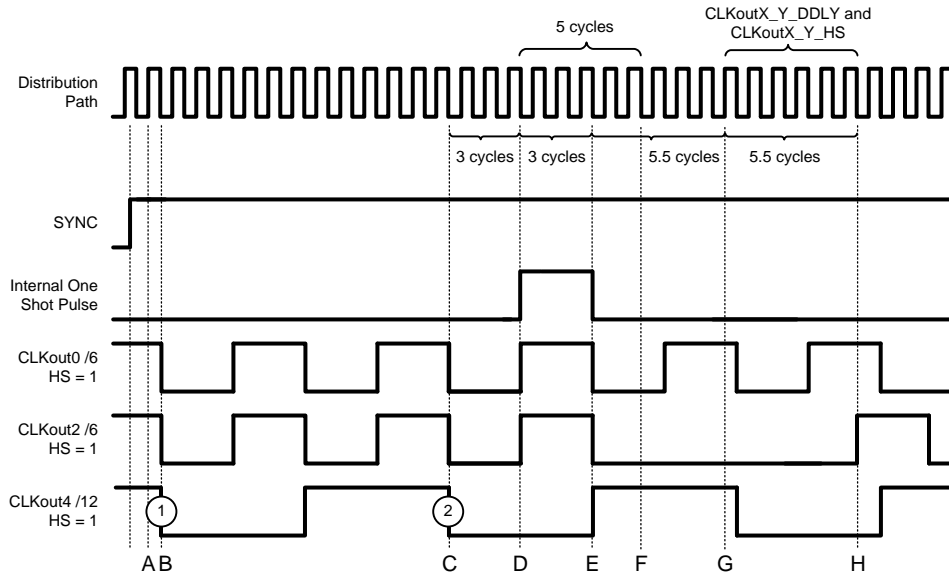 CLKoutX_Y_DDLY and
CLKoutX_Y_HS
5 cycles
Distribution
Path
3 cycles
3 cycles
5.5 cycles
5.5 cycles
SYNC
Internal One
Shot Pulse
CLKout0 /6
HS = 1
CLKout2 /6
HS = 1
CLKout4 /12
HS = 1
1
2
A B C D E F G H